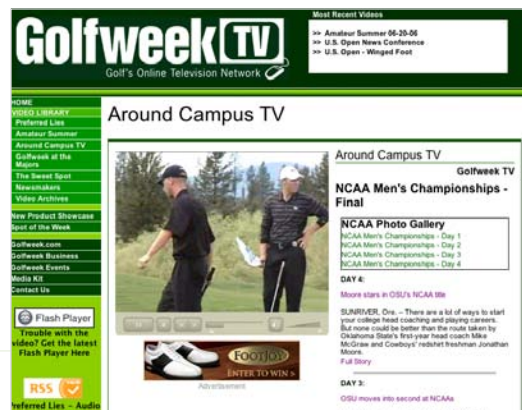 Golfweek TV
Golf's Online Television Network
Most Recent Videos
>> Amateur Summer 06-20-06
>> U.S. Open News Conference
>> U.S. Open - Winged Foot
HOME
VIDEO LIBRARY
Preferred Lies
Amateur Summer
Around Campus TV
Golfweek at the
Majors
The Sweet Spot
Newsmakers
Video Archives
New Product Showcase
Spot of the Week
Golfweek.com
Golfweek Business
Golfweek Events
Media Kit
Contact Us
Flash Player
Trouble with the
video? Get the latest
Flash Player Here
RSS
Preferred Lies - Audio
Around Campus TV
FOOTJOY
ENTER TO WIN >
Advertisement
Around Campus TV
Golfweek TV
NCAA Men's Championships -
Final
NCAA Photo Gallery
NCAA Men's Championships - Day 1
NCAA Men's Championships - Day 2
NCAA Men's Championships - Day 3
NCAA Men's Championships - Day 4
DAY 4:
Moore stars in OSU's NCAA title
SUNRIVER, Ore. – There are a lot of ways to start
your college head coaching and playing careers.
But none could be better than the route taken by
Oklahoma State's first-year head coach Mike
McGraw and Cowboys' redshirt freshman Jonathan
Moore.
Full Story
DAY 3:
OSU moves into second at NCAAs